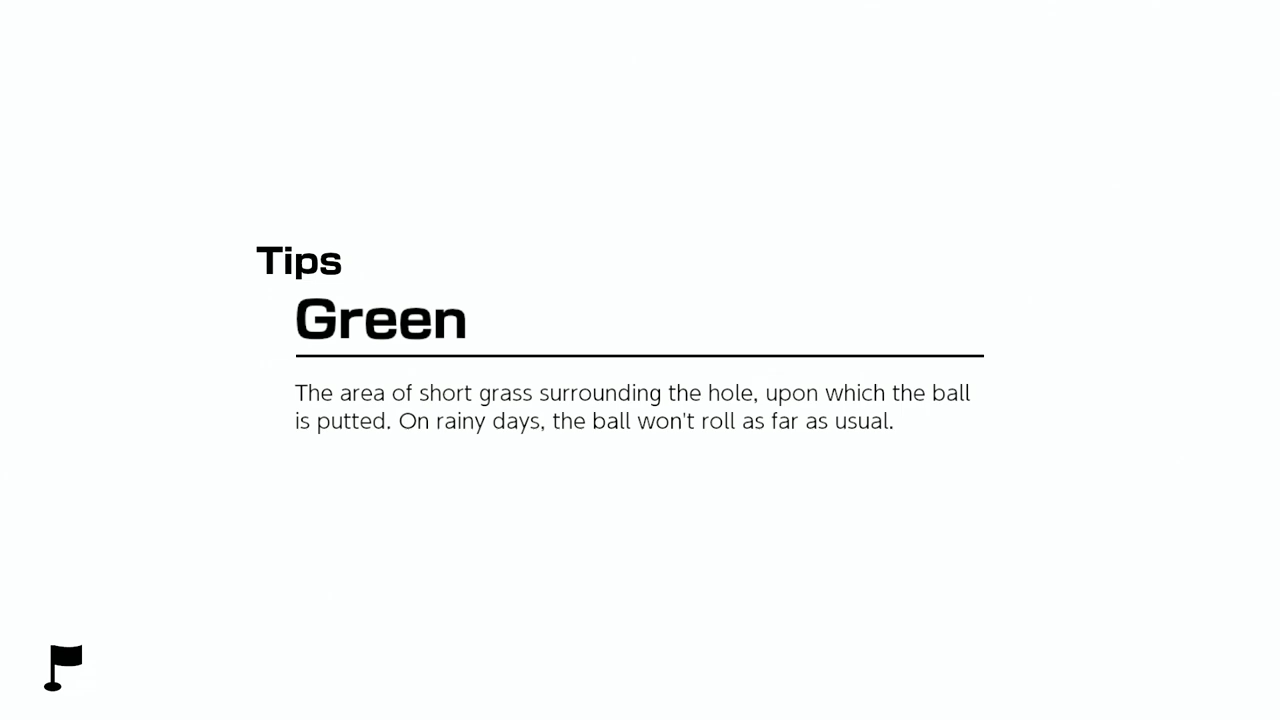 Tips
Green
The area of short grass surrounding the hole, upon which the ball
is putted. On rainy days, the ball won't roll as far as usual.